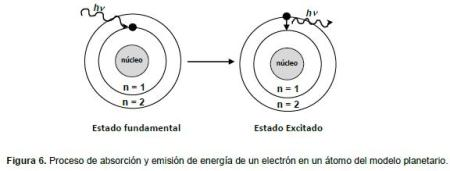 hν
núcleo
n = 1
n = 2
Estado fundamental
hν
núcleo
n = 1
n = 2
Estado Excitado
Figura 6. Proceso de absorción y emisión de energía de un electrón en un átomo del modelo planetario.